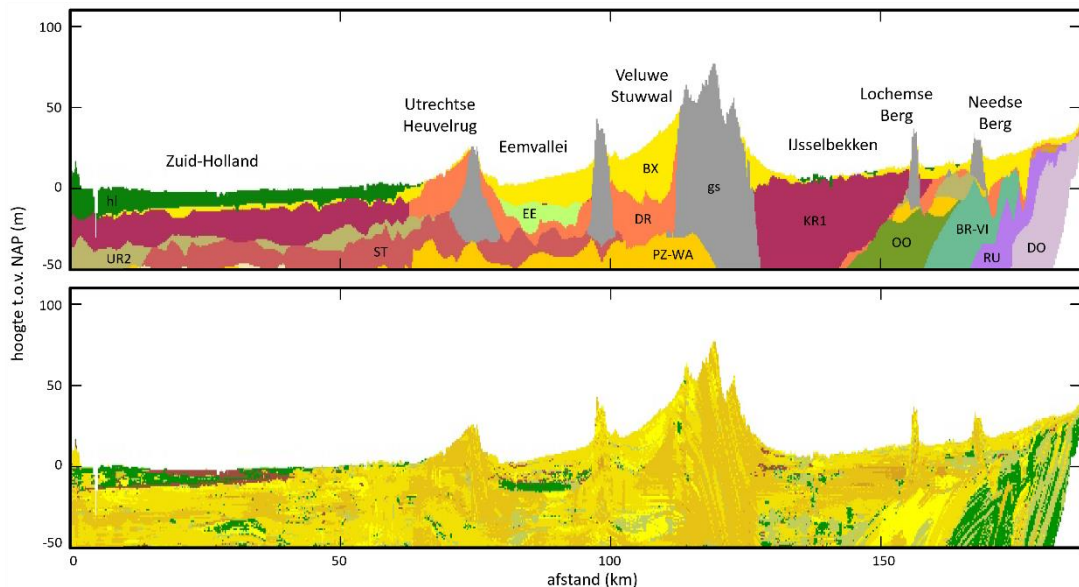 100
50
0
-50
Zuid-Holland
Utrechtse
Heuvelrug
Eemvallei
Veluwe
Stuwwal
IJsselbekken
Lochemse
Berg
Needse
Berg
hl
UR2
ST
EE
DR
BX
gs
PZ-WA
KR1
OO
BR-VI
RU
DO
hoogte t.o.v. NAP (m)
100
50
0
-50
0
50
100
150
afstand (km)